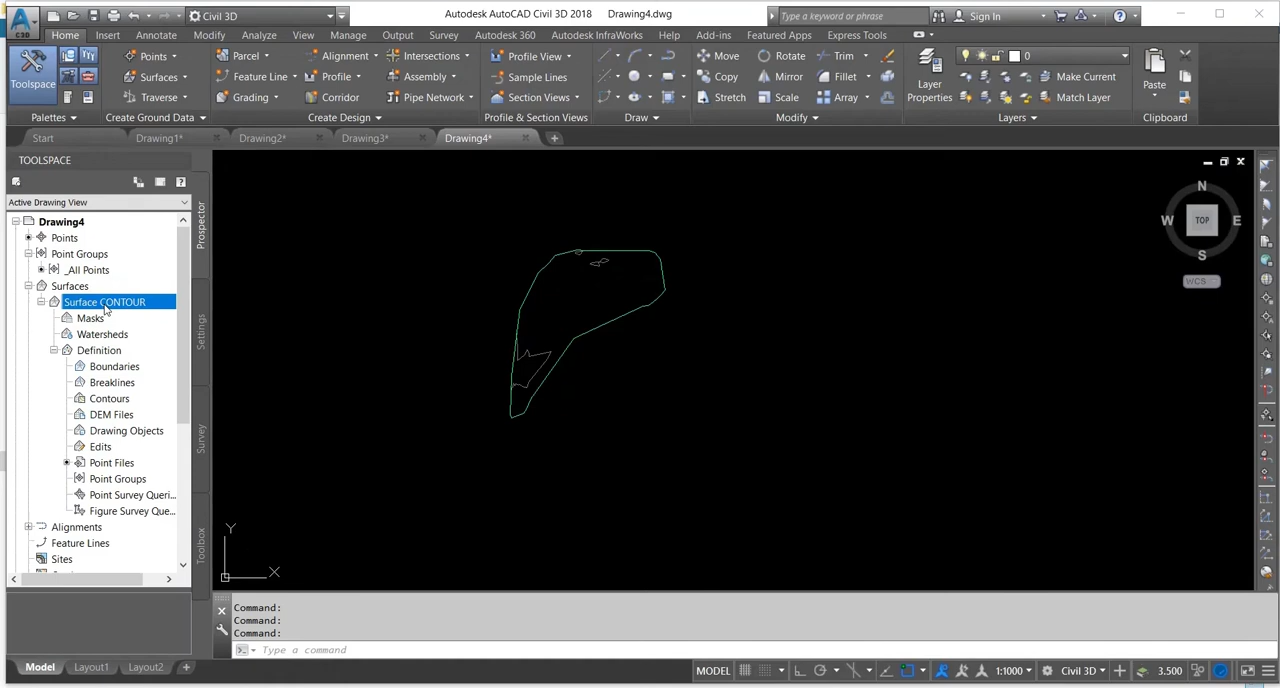 C3D
Civil 3D
Autodesk AutoCAD Civil 3D 2018 Drawing4.dwg
Type a keyword or phrase
Sign In
Home Insert Annotate Modify Analyze View Manage Output Survey Autodesk 360 Autodesk InfraWorks Help Add-ins Featured Apps Express Tools
Toolspace
Points
Surfaces
Traverse
Parcel
Feature Line
Grading
Alignment
Profile
Corridor
Intersections
Assembly
Pipe Network
Profile View
Sample Lines
Section Views
Move
Copy
Stretch
Rotate
Mirror
Scale
Trim
Fillet
Array
Layer
Properties
0
Make Current
Match Layer
Paste
Palettes Create Ground Data Create Design Profile & Section Views Draw Modify Layers Clipboard
Start Drawing1* Drawing2* Drawing3* Drawing4*
TOOLSPACE
Active Drawing View
Drawing4
Points
Point Groups
_All Points
Surfaces
Surface CONTOUR
Masks
Watersheds
Definition
Boundaries
Breaklines
Contours
DEM Files
Drawing Objects
Edits
Point Files
Point Groups
Point Survey Queri...
Figure Survey Que...
Alignments
Feature Lines
Sites
Prospector
Settings
Survey
Toolbox
N
W TOP E
S
WCS
Y
X
Command:
Command:
Command:
Type a command
Model Layout1 Layout2 +
MODEL 1:1000 Civil 3D 3.500